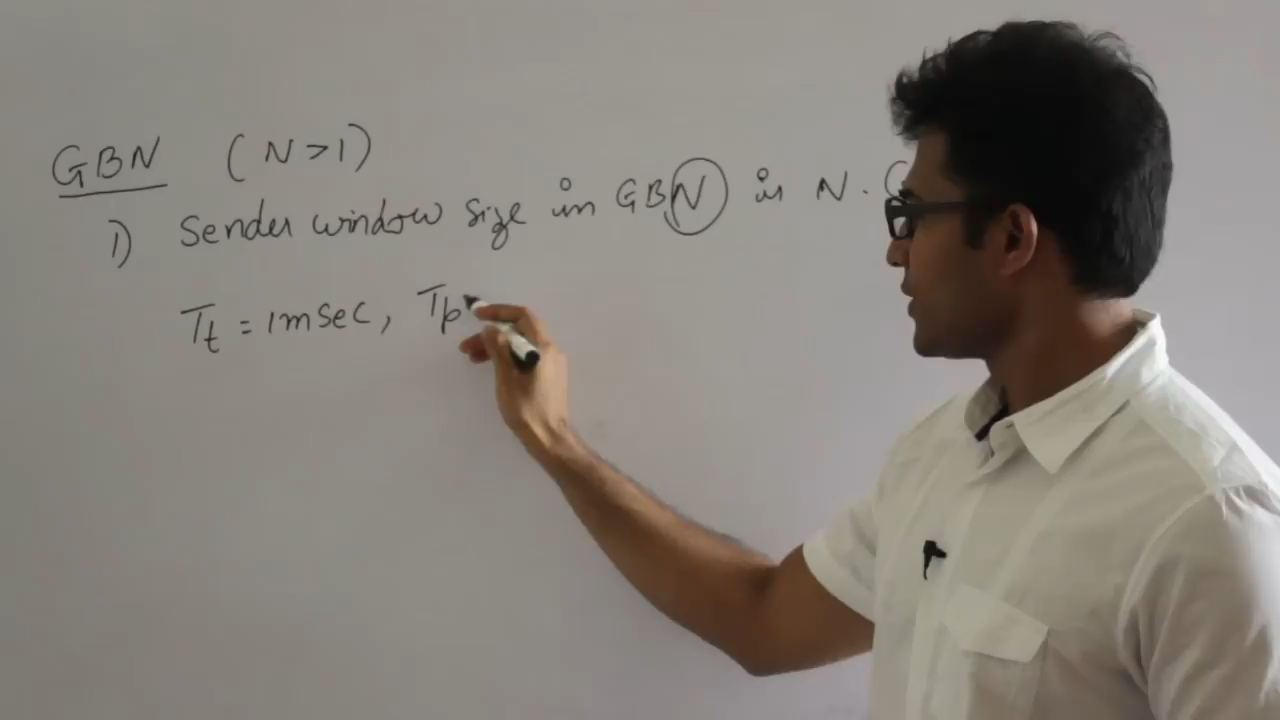 GBN (N>1)
1) Sender window size in GBN is N. (
Tt = 1msec, Tp